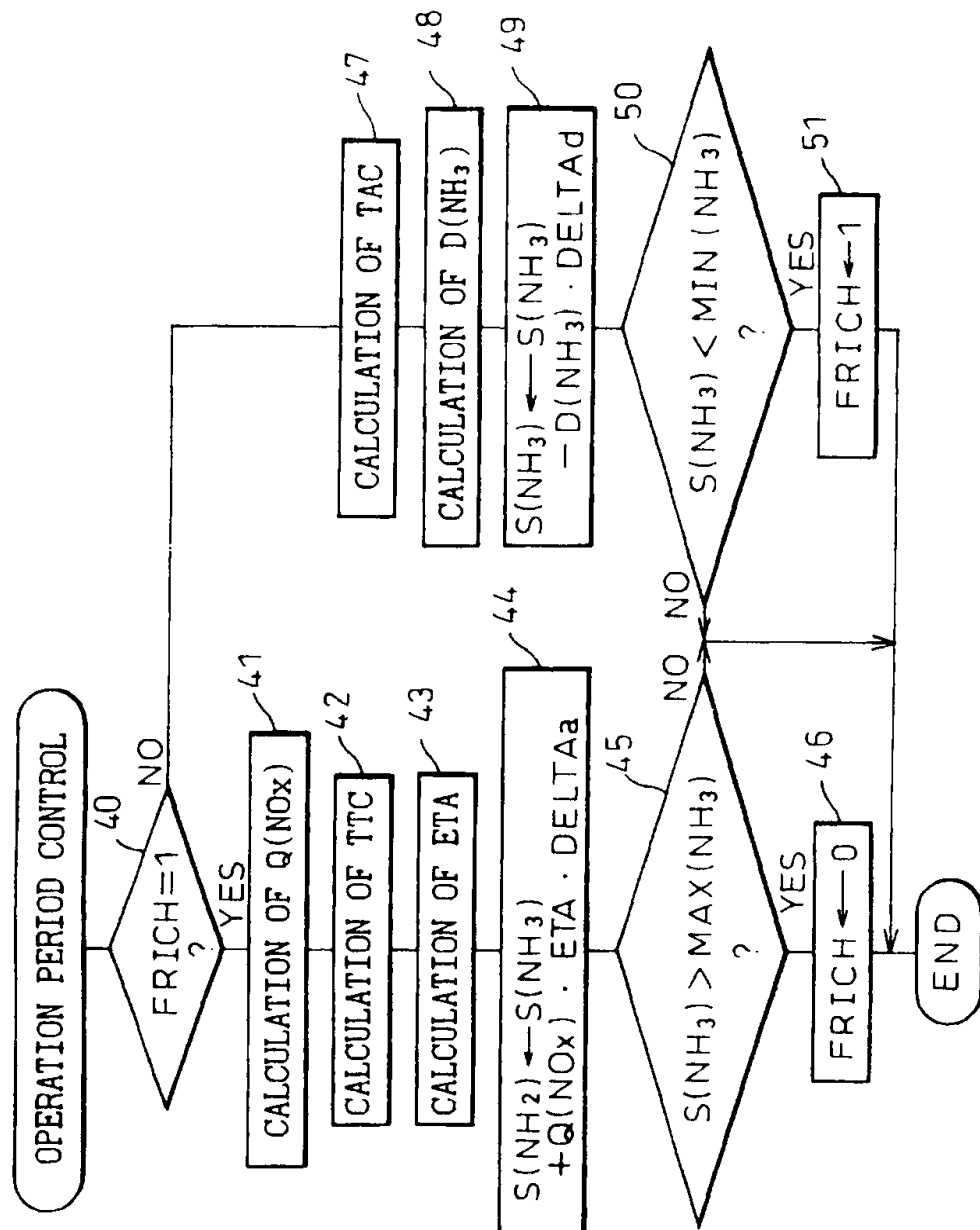 OPERATION PERIOD CONTROL
40
FRICH=1
?
NO
YES
41
CALCULATION OF Q(NOx)
42
CALCULATION OF TTC
43
CALCULATION OF ETA
44
S(NH2)←S(NH3)
+Q(NOx)·ETA·DELTAa
45
S(NH3)>MAX(NH3)
?
NO
YES
46
FRICH←0
END
47
CALCULATION OF TAC
48
CALCULATION OF D(NH3)
49
S(NH3)←S(NH3)
−D(NH3)·DELTAd
50
S(NH3)<MIN(NH3)
?
NO
YES
51
FRICH←1